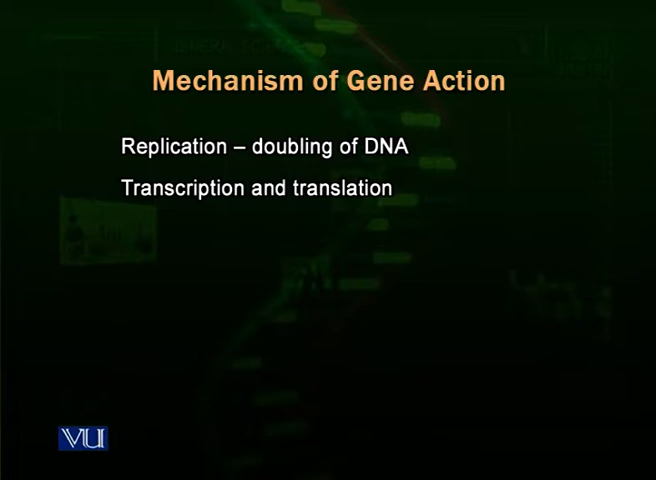 Mechanism of Gene Action
Replication – doubling of DNA
Transcription and translation
VU